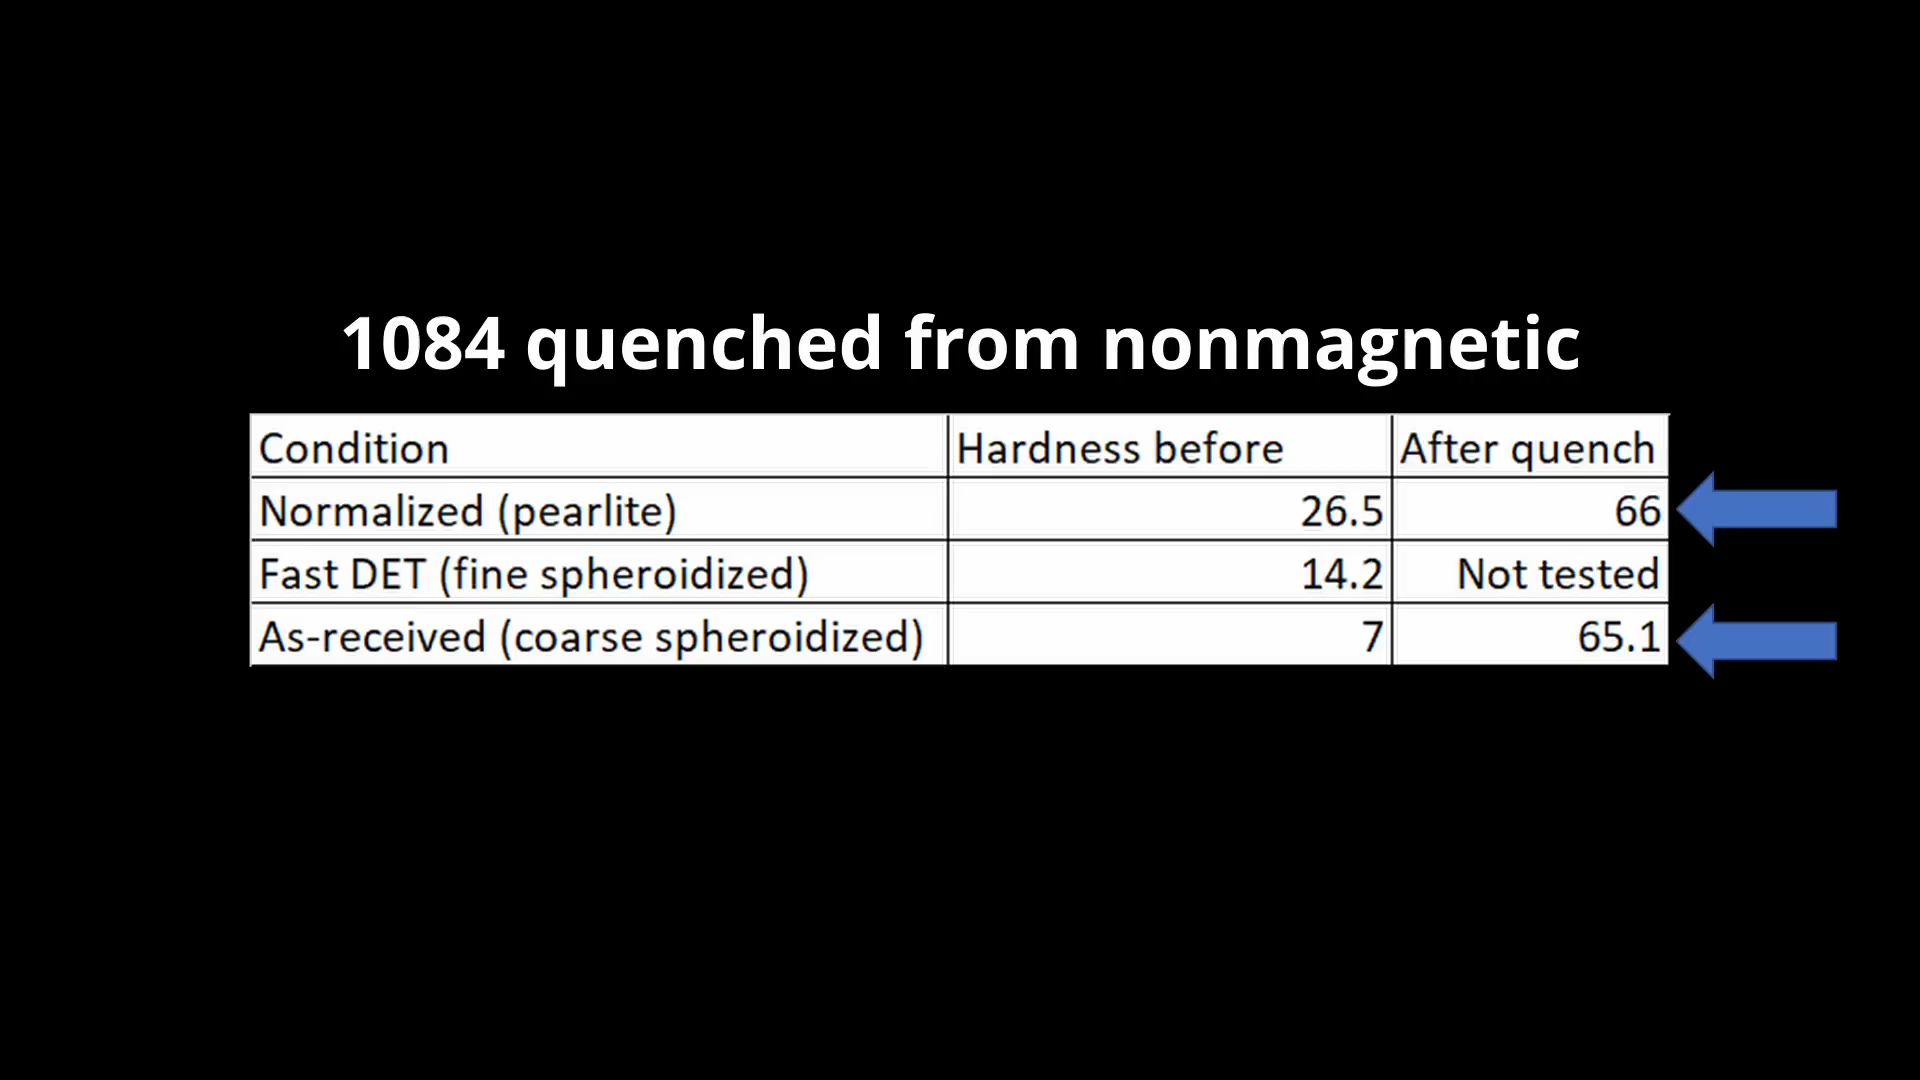 1084 quenched from nonmagnetic
Condition Hardness before After quench
Normalized (pearlite) 26.5 66
Fast DET (fine spheroidized) 14.2 Not tested
As-received (coarse spheroidized) 7 65.1